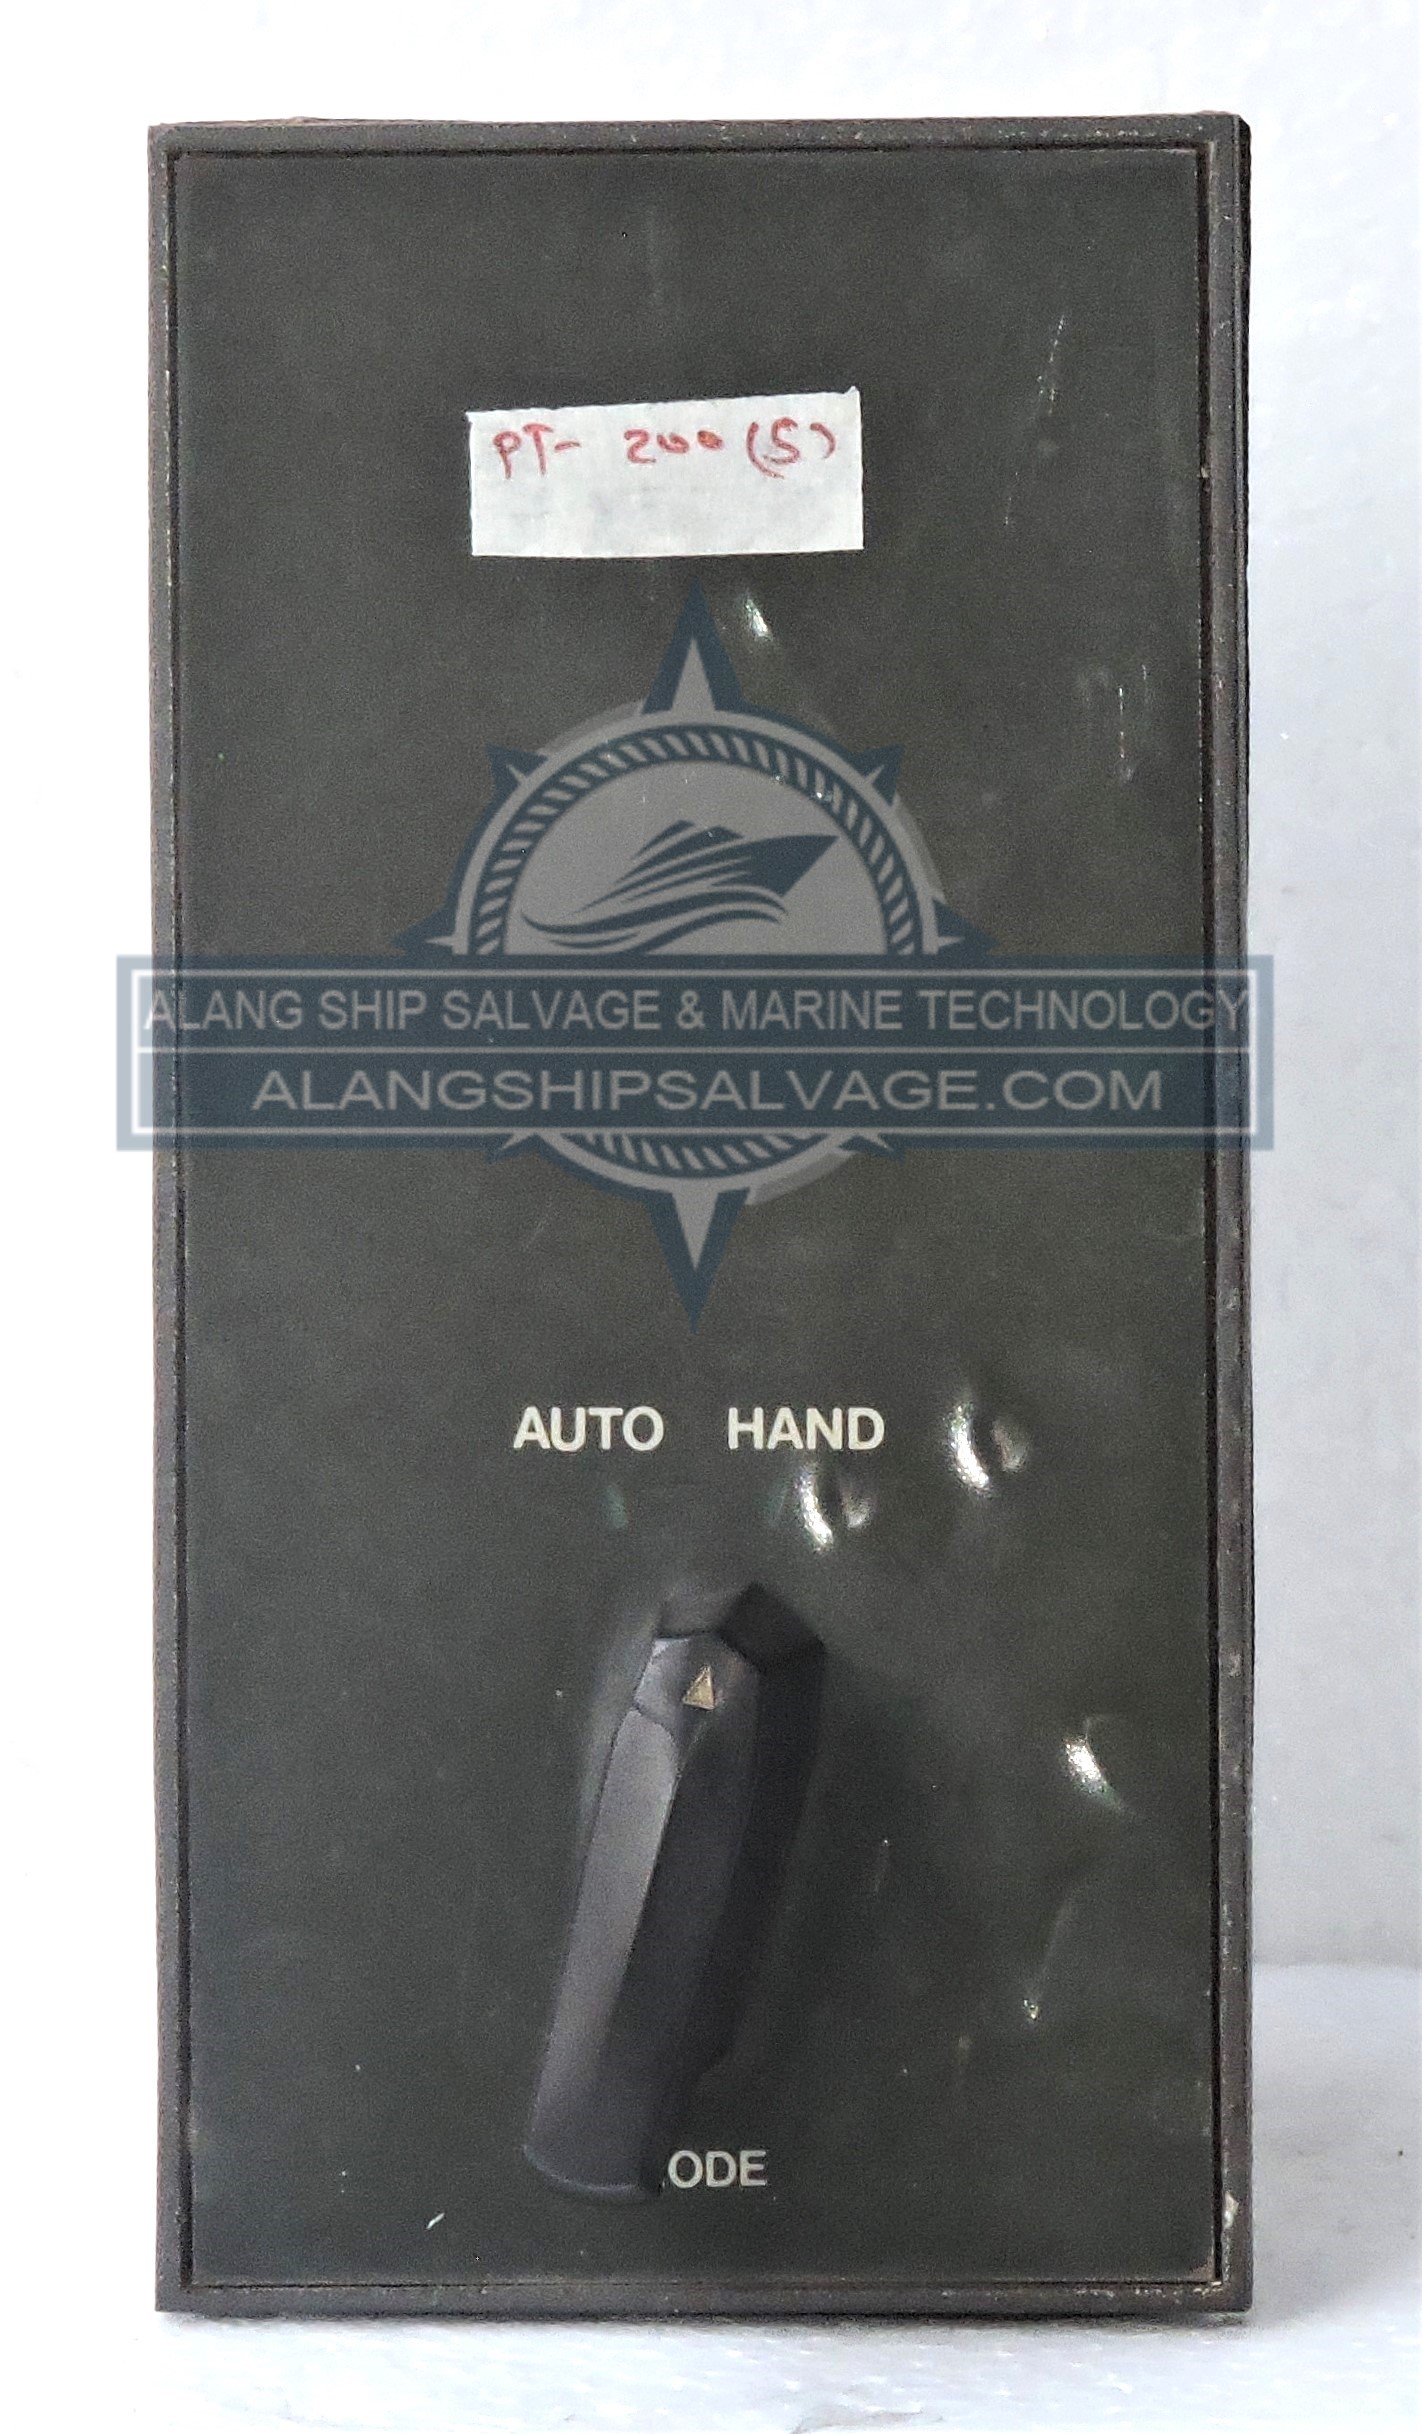 PT- 200 (S)
ALANG SHIP SALVAGE & MARINE TECHNOLOGY
ALANGSHIPSALVAGE.COM
AUTO HAND
ODE